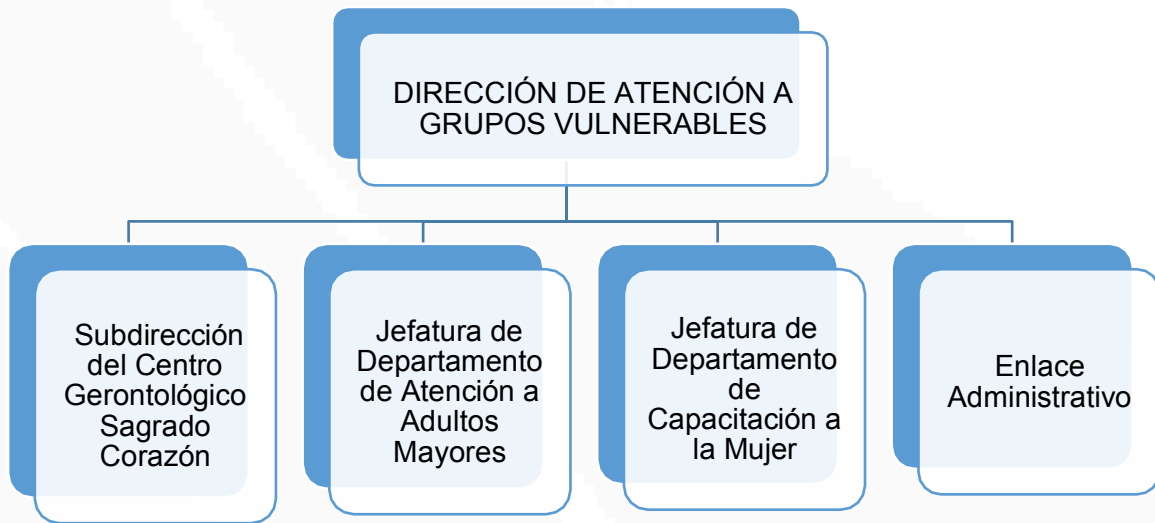 DIRECCIÓN DE ATENCIÓN A
GRUPOS VULNERABLES
Subdirección
del Centro
Gerontológico
Sagrado
Corazón
Jefatura de
Departamento
de Atención a
Adultos
Mayores
Jefatura de
Departamento
de
Capacitación a
la Mujer
Enlace
Administrativo